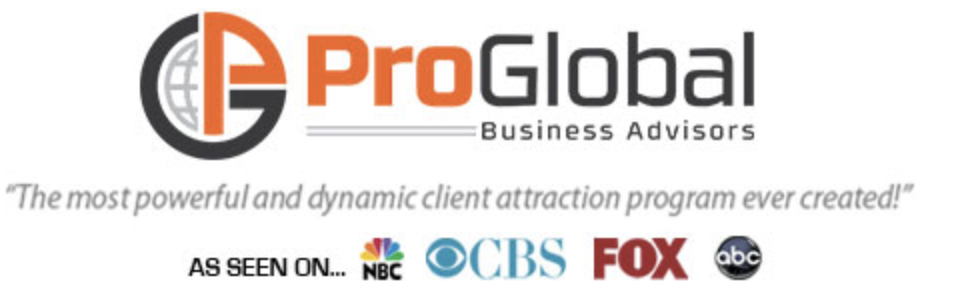 ProGlobal
Business Advisors
"The most powerful and dynamic client attraction program ever created!"
AS SEEN ON... NBC CBS FOX abc